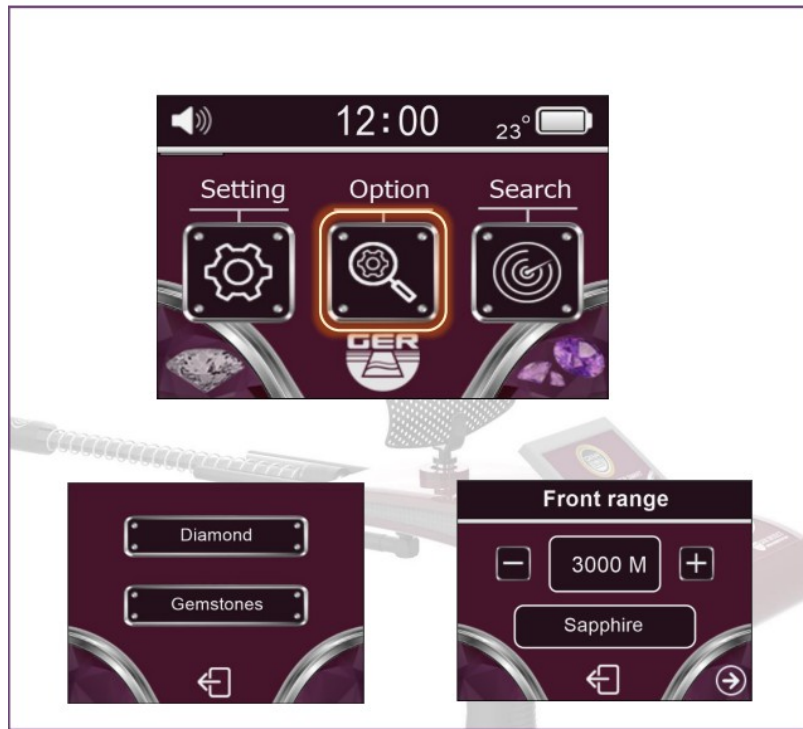 12:00
23°
Setting Option Search
GER
Diamond
Gemstones
Front range
3000 M
Sapphire